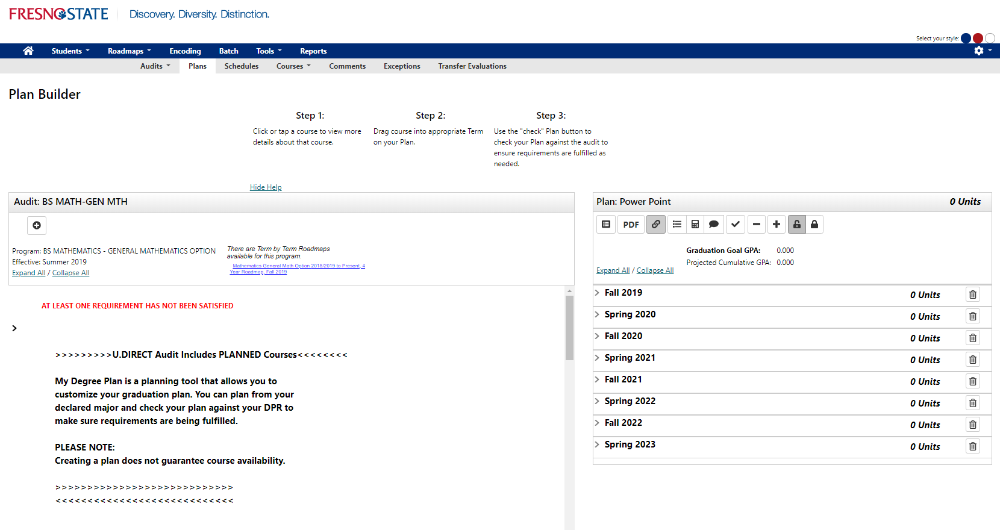 FRESNO STATE
Discovery. Diversity. Distinction.
Select your style:
Students
Roadmaps
Encoding
Batch
Tools
Reports
Audits
Plans
Schedules
Courses
Comments
Exceptions
Transfer Evaluations
Plan Builder
Step 1:
Click or tap a course to view more
details about that course.
Step 2:
Drag course into appropriate Term
on your Plan.
Step 3:
Use the "check" Plan button to
check your Plan against the audit to
ensure requirements are fulfilled as
needed.
Hide Help
Audit: BS MATH-GEN MTH
Program: BS MATHEMATICS - GENERAL MATHEMATICS OPTION
Effective: Summer 2019
Expand All / Collapse All
There are Term by Term Roadmaps
available for this program.
Mathematics General Math Option 2018/2019 to Present, 4
Year Roadmap, Fall 2019
AT LEAST ONE REQUIREMENT HAS NOT BEEN SATISFIED
>>>>>>>>>U.DIRECT Audit Includes PLANNED Courses<<<<<<<<
My Degree Plan is a planning tool that allows you to
customize your graduation plan. You can plan from your
declared major and check your plan against your DPR to
make sure requirements are being fulfilled.
PLEASE NOTE:
Creating a plan does not guarantee course availability.
>>>>>>>>>>>>>>>>>>>>>>>>>>>>
<<<<<<<<<<<<<<<<<<<<<<<<<<<<
Plan: Power Point
0 Units
PDF
Graduation Goal GPA: 0.000
Projected Cumulative GPA: 0.000
Expand All / Collapse All
Fall 2019 0 Units
Spring 2020 0 Units
Fall 2020 0 Units
Spring 2021 0 Units
Fall 2021 0 Units
Spring 2022 0 Units
Fall 2022 0 Units
Spring 2023 0 Units